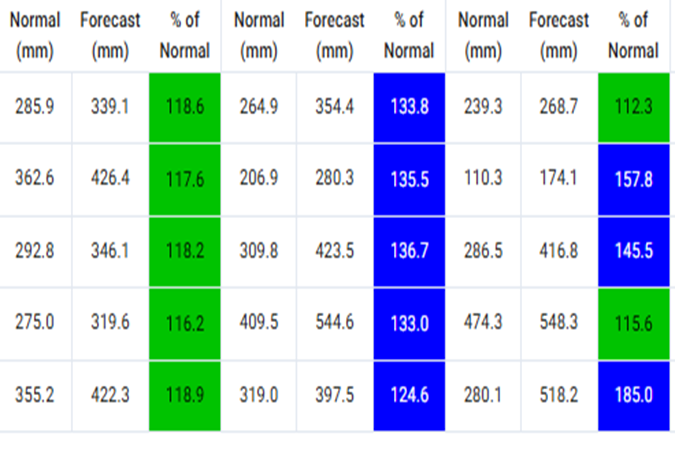 Normal Forecast % of Normal Forecast % of Normal Forecast % of
(mm) (mm) Normal (mm) (mm) Normal (mm) (mm) Normal
285.9 339.1 118.6 264.9 354.4 133.8 239.3 268.7 112.3
362.6 426.4 117.6 206.9 280.3 135.5 110.3 174.1 157.8
292.8 346.1 118.2 309.8 423.5 136.7 286.5 416.8 145.5
275.0 319.6 116.2 409.5 544.6 133.0 474.3 548.3 115.6
355.2 422.3 118.9 319.0 397.5 124.6 280.1 518.2 185.0